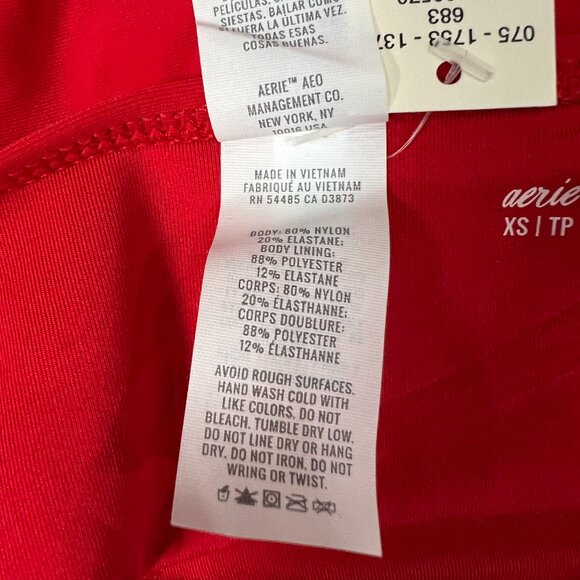 PELÍCULAS.
SIESTAS. BAILAR COMO
FUERA LA ÚLTIMA VEZ.
TODAS ESAS
COSAS BUENAS.
AERIE™ AEO
MANAGEMENT CO.
NEW YORK, NY
10016 USA
MADE IN VIETNAM
FABRIQUÉ AU VIETNAM
RN 54485 CA 03873
BODY: 80% NYLON
20% ELASTANE;
BODY LINING:
88% POLYESTER
12% ELASTANE
CORPS: 80% NYLON
20% ÉLASTHANNE;
CORPS DOUBLURE:
88% POLYESTER
12% ÉLASTHANNE
AVOID ROUGH SURFACES.
HAND WASH COLD WITH
LIKE COLORS. DO NOT
BLEACH. TUMBLE DRY LOW.
DO NOT LINE DRY OR HANG
DRY. DO NOT IRON. DO NOT
WRING OR TWIST.
075 - 1753 - 137
683
aerie
XS | TP